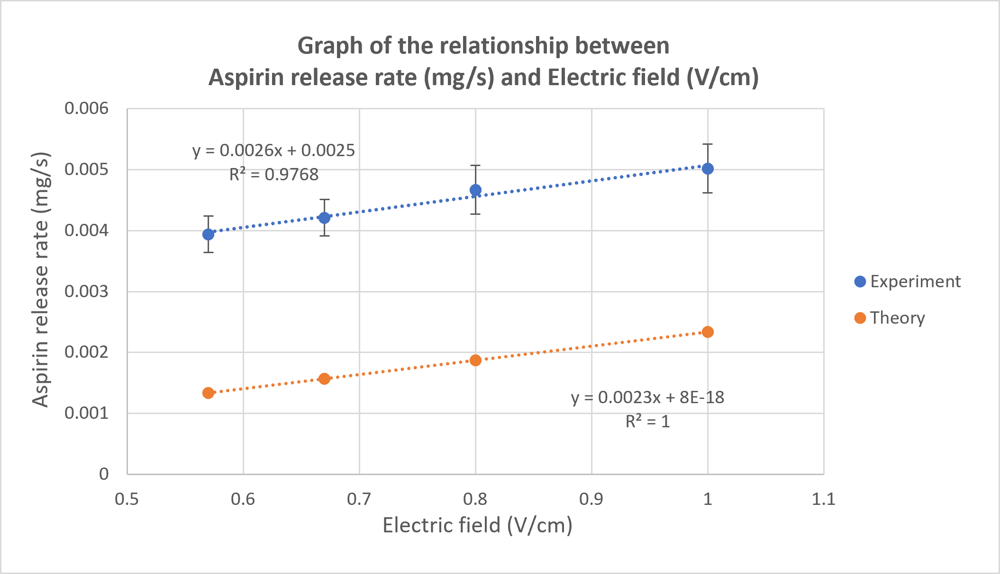 Graph of the relationship between
Aspirin release rate (mg/s) and Electric field (V/cm)
Aspirin release rate (mg/s)
0.006
0.005
0.004
0.003
0.002
0.001
0
y = 0.0026x + 0.0025
R² = 0.9768
y = 0.0023x + 8E-18
R² = 1
Experiment
Theory
0.5 0.6 0.7 0.8 0.9 1 1.1
Electric field (V/cm)